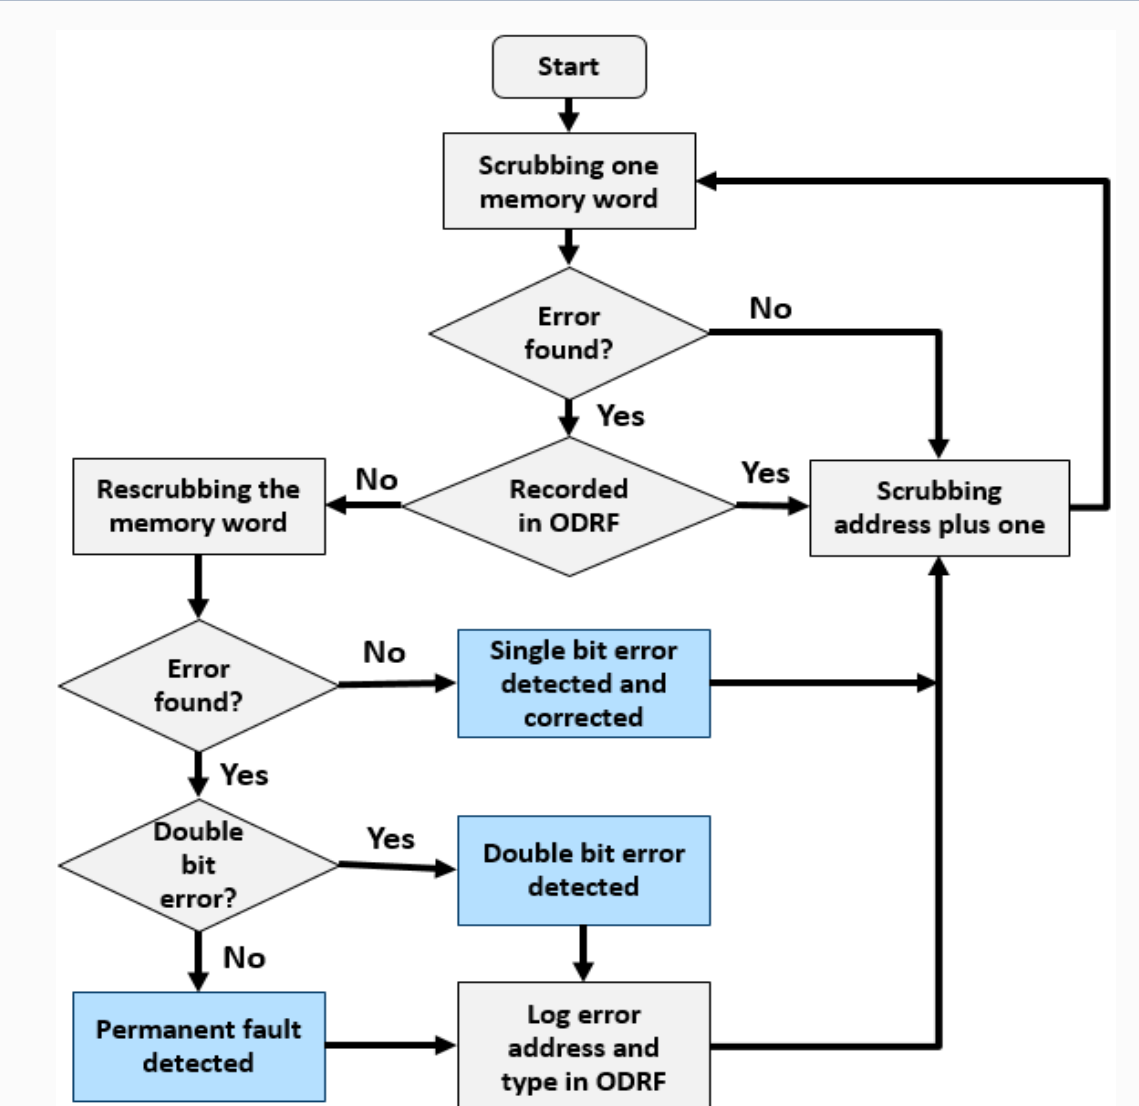 Start
Scrubbing one
memory word
Error
found?
No
Yes
Recorded
in ODRF
No
Yes
Rescrubbing the
memory word
Scrubbing
address plus one
Error
found?
No
Single bit error
detected and
corrected
Yes
Double
bit
error?
Yes
Double bit error
detected
No
Permanent fault
detected
Log error
address and
type in ODRF